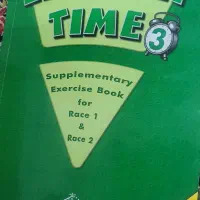 TIME 3
Supplementary
Exercise Book
for
Race 1
&
Race 2